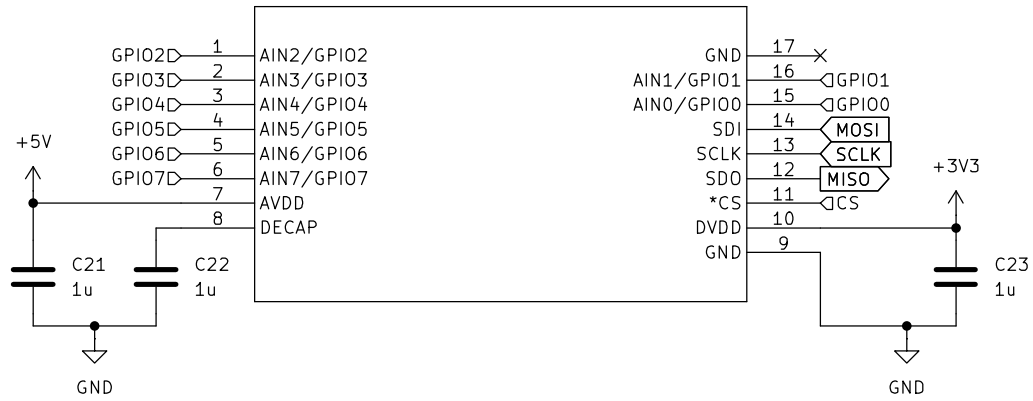 GPIO2 1 AIN2/GPIO2 GND 17
GPIO3 2 AIN3/GPIO3 AIN1/GPIO1 16 GPIO1
GPIO4 3 AIN4/GPIO4 AIN0/GPIO0 15 GPIO0
GPIO5 4 AIN5/GPIO5 SDI 14 MOSI
+5V GPIO6 5 AIN6/GPIO6 SCLK 13 SCLK
GPIO7 6 AIN7/GPIO7 SDO 12 MISO +3V3
7 AVDD *CS 11 CS
8 DECAP DVDD 10
GND 9
C21 C22 C23
1u 1u 1u
GND GND